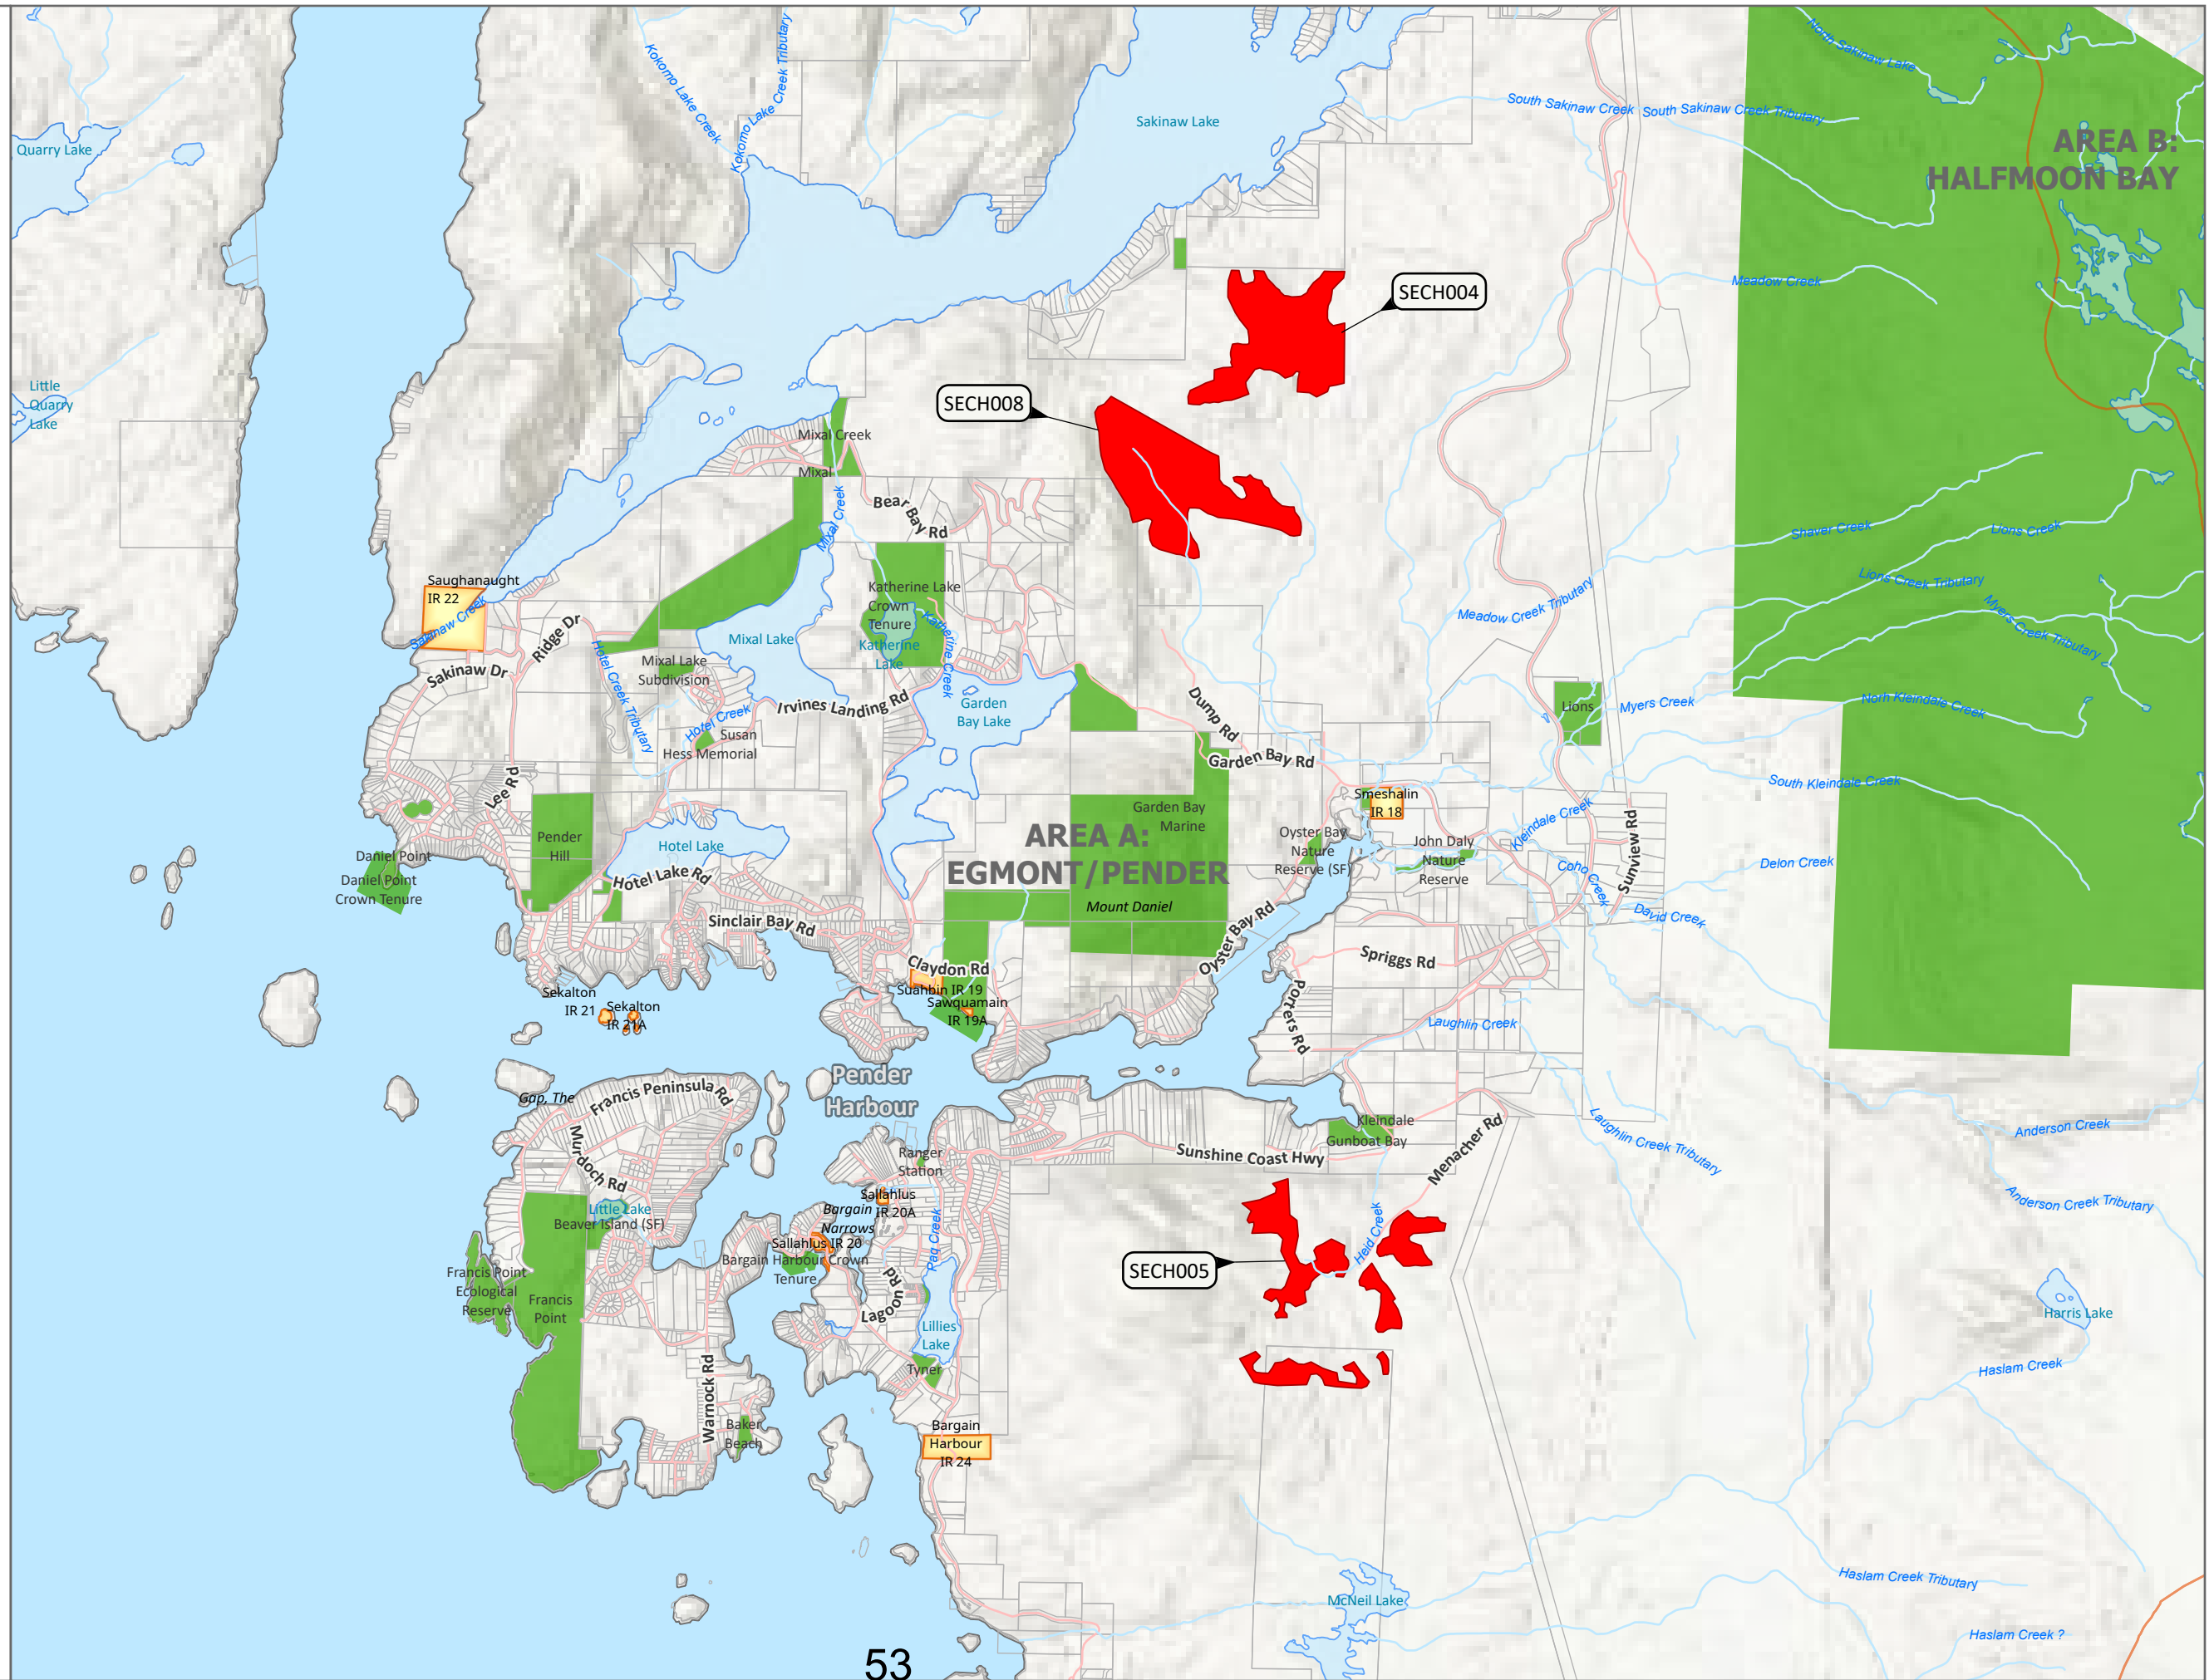 Kokomo Lake Creek
Kokomo Lake Creek Tributary
North Sakinaw Lake
Sakinaw Lake
South Sakinaw Creek
South Sakinaw Creek Tributary
Quarry Lake
AREA B:
HALFMOON BAY
Meadow Creek
SECH004
Little
Quarry
Lake
SECH008
Mixal Creek
Mixal
Bear Bay Rd
Mixal Creek
Shaver Creek
Lions Creek
Saughanaught
IR 22
Sakinaw Creek
Katherine Lake
Crown
Tenure
Katherine
Lake
Katherine Creek
Lions Creek Tributary
Meadow Creek Tributary
Myers Creek Tributary
Ridge Dr
Mixal Lake
Hotel Creek Tributary
Mixal Lake
Subdivision
Sakinaw Dr
Irvines Landing Rd
Garden
Bay Lake
Dump Rd
Lions
Myers Creek
Norh Kleindale Creek
Hotel Creek
Susan
Hess Memorial
Garden Bay Rd
South Kleindale Creek
Lee Rd
Smeshalin
IR 18
Garden Bay
Marine
AREA A:
EGMONT/PENDER
Pender
Hill
Hotel Lake
Oyster Bay
Nature
Reserve (SF)
John Daly
Nature
Reserve
Kleindale Creek
Sunview Rd
Delon Creek
Coho Creek
Daniel Point
Daniel Point
Crown Tenure
Hotel Lake Rd
Mount Daniel
David Creek
Sinclair Bay Rd
Oyster Bay Rd
Spriggs Rd
Claydon Rd
Suahbin IR 19
Sawquamain
IR 19A
Sekalton
IR 21
Sekalton
IR 21A
Porters Rd
Laughlin Creek
Pender
Harbour
Gap, The
Francis Peninsula Rd
Kleindale
Gunboat Bay
Laughlin Creek Tributary
Anderson Creek
Murdoch Rd
Ranger
Station
Sunshine Coast Hwy
Menacher Rd
Sallahlus
IR 20A
Anderson Creek Tributary
Little Lake
Beaver Island (SF)
Bargain
Narrows
Sallahlus IR 20
Bargain Harbour Crown
Tenure
Paq Creek
Heid Creek
SECH005
Francis Point
Ecological
Reserve
Francis
Point
Lagoon Rd
Lillies
Lake
Harris Lake
Tyner
Haslam Creek
Warnock Rd
Baker
Beach
Bargain
Harbour
IR 24
Haslam Creek Tributary
McNeil Lake
Haslam Creek ?
53